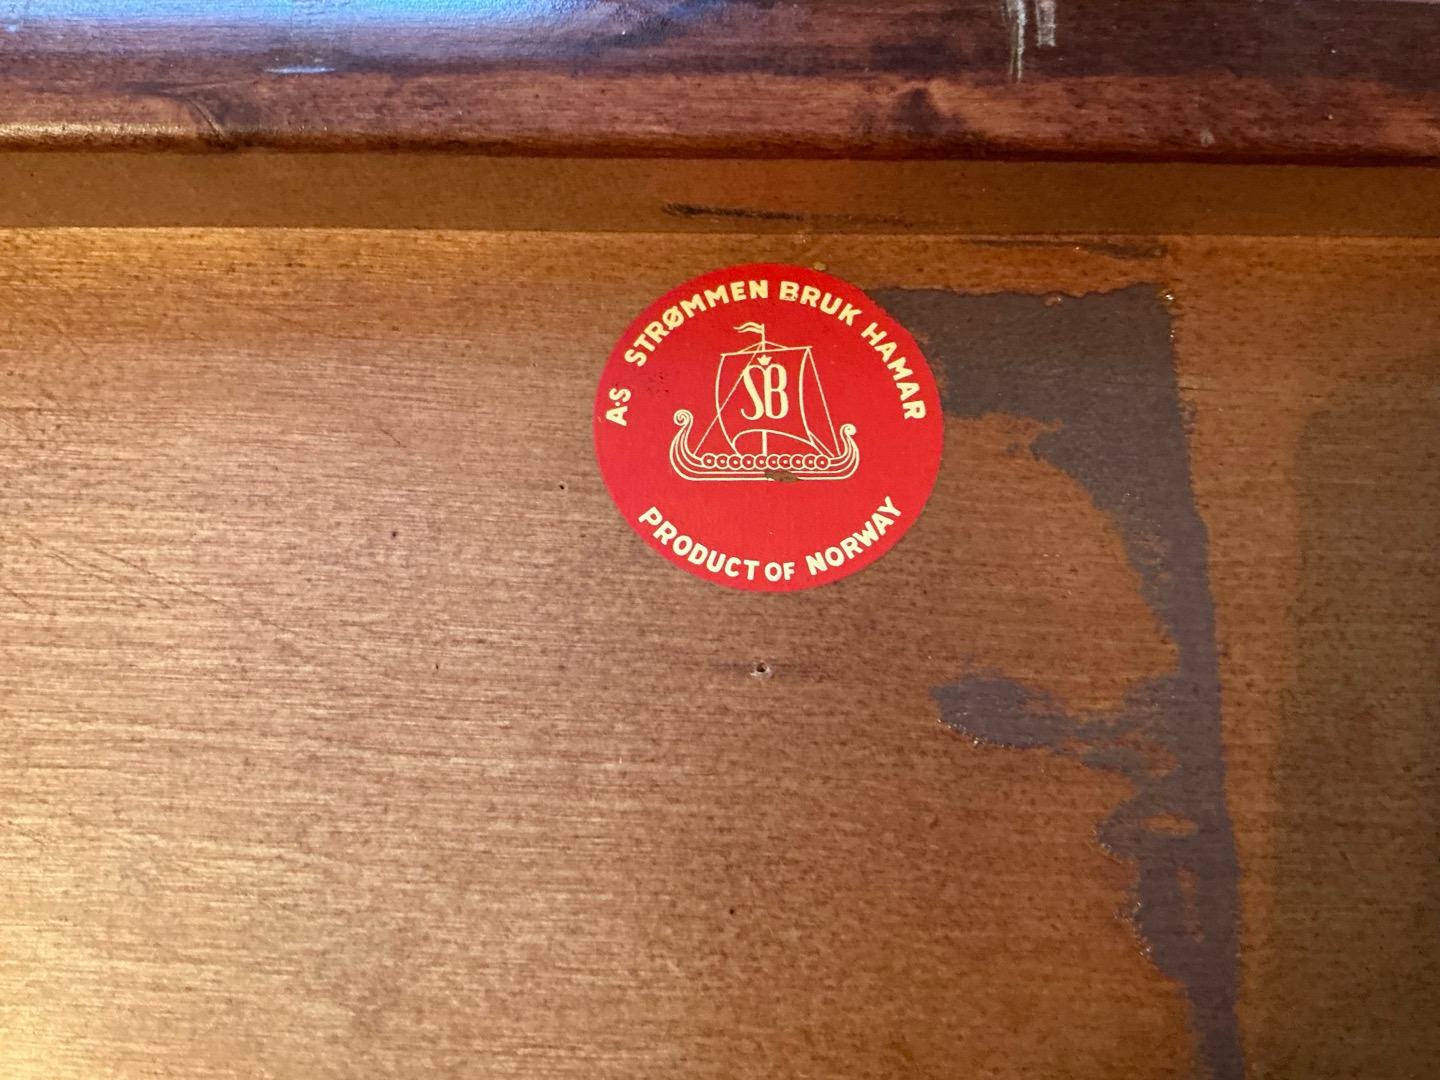 A·S STRØMMEN BRUK HAMAR
SB
PRODUCT OF NORWAY